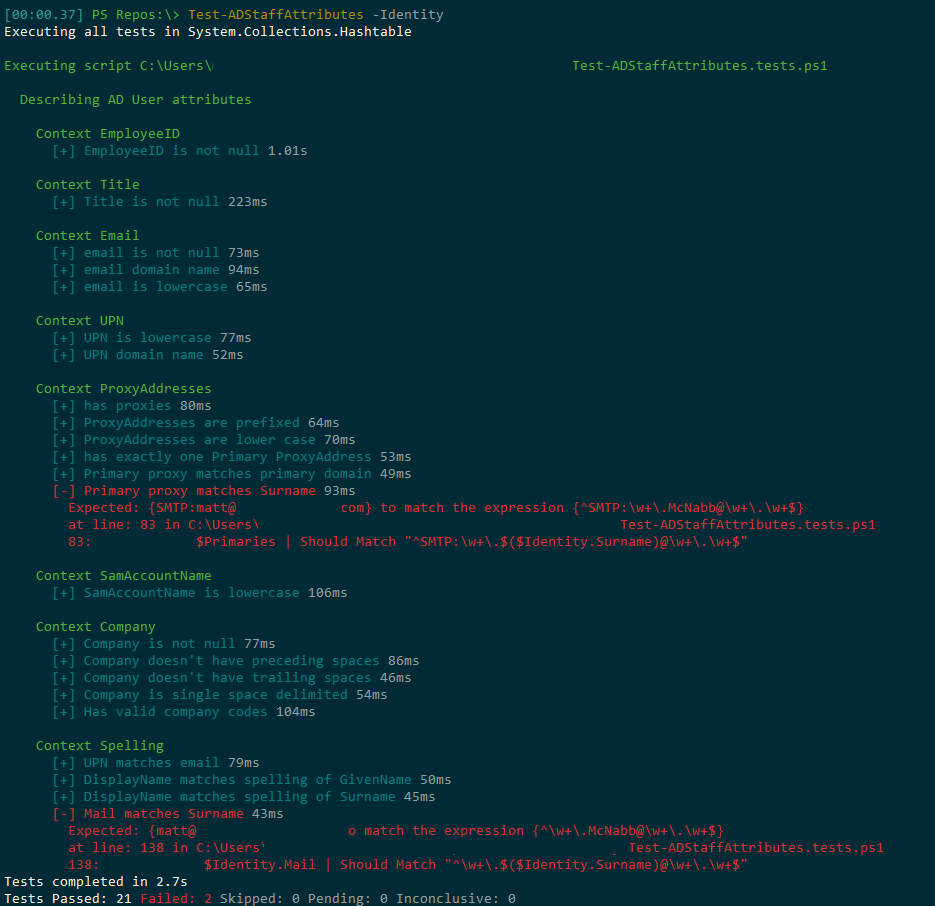 [00:00.37] PS Repos:\> Test-ADStaffAttributes -Identity
Executing all tests in System.Collections.Hashtable
Executing script C:\Users\ Test-ADStaffAttributes.tests.ps1
Describing AD User attributes
Context EmployeeID
[+] EmployeeID is not null 1.01s
Context Title
[+] Title is not null 223ms
Context Email
[+] email is not null 73ms
[+] email domain name 94ms
[+] email is lowercase 65ms
Context UPN
[+] UPN is lowercase 77ms
[+] UPN domain name 52ms
Context ProxyAddresses
[+] has proxies 80ms
[+] ProxyAddresses are prefixed 64ms
[+] ProxyAddresses are lower case 70ms
[+] has exactly one Primary ProxyAddress 53ms
[+] Primary proxy matches primary domain 49ms
[-] Primary proxy matches Surname 93ms
Expected: {SMTP:matt@ com} to match the expression {^SMTP:\w+\.McNabb@\w+\.\w+$}
at line: 83 in C:\Users\ Test-ADStaffAttributes.tests.ps1
83: $Primaries | Should Match "^SMTP:\w+\.$($Identity.Surname)@\w+\.\w+$"
Context SamAccountName
[+] SamAccountName is lowercase 106ms
Context Company
[+] Company is not null 77ms
[+] Company doesn't have preceding spaces 86ms
[+] Company doesn't have trailing spaces 46ms
[+] Company is single space delimited 54ms
[+] Has valid company codes 104ms
Context Spelling
[+] UPN matches email 79ms
[+] DisplayName matches spelling of GivenName 50ms
[+] DisplayName matches spelling of Surname 45ms
[-] Mail matches Surname 43ms
Expected: {matt@ o match the expression {^\w+\.McNabb@\w+\.\w+$}
at line: 138 in C:\Users\ Test-ADStaffAttributes.tests.ps1
138: $Identity.Mail | Should Match "^\w+\.$($Identity.Surname)@\w+\.\w+$"
Tests completed in 2.7s
Tests Passed: 21 Failed: 2 Skipped: 0 Pending: 0 Inconclusive: 0